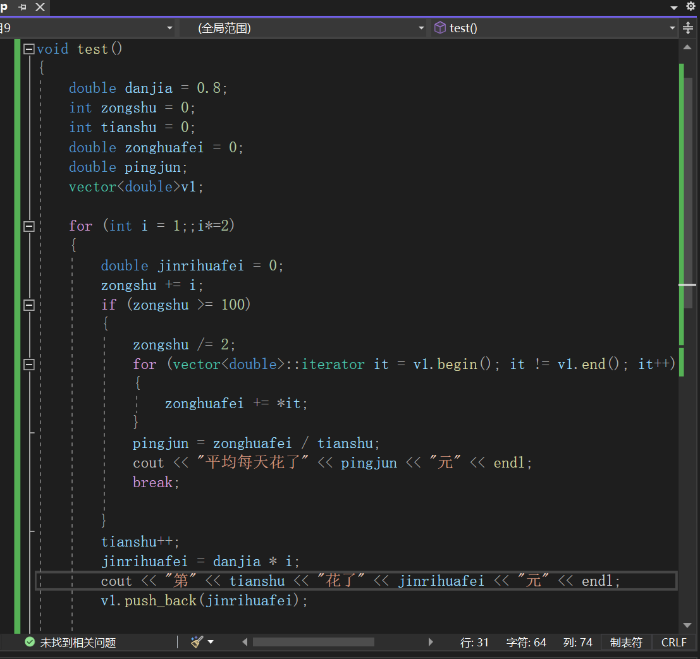 p
目9 (全局范围) test()
void test()
{
double danjia = 0.8;
int zongshu = 0;
int tianshu = 0;
double zonghuafei = 0;
double pingjun;
vector<double>v1;
for (int i = 1;;i*=2)
{
double jinrihuafei = 0;
zongshu += i;
if (zongshu >= 100)
{
zongshu /= 2;
for (vector<double>::iterator it = v1.begin(); it != v1.end(); it++)
{
zonghuafei += *it;
}
pingjun = zonghuafei / tianshu;
cout << "平均每天花了" << pingjun << "元" << endl;
break;
}
tianshu++;
jinrihuafei = danjia * i;
cout << "第" << tianshu << "花了" << jinrihuafei << "元" << endl;
v1.push_back(jinrihuafei);
未找到相关问题 行: 31 字符: 64 列: 74 制表符 CRLF